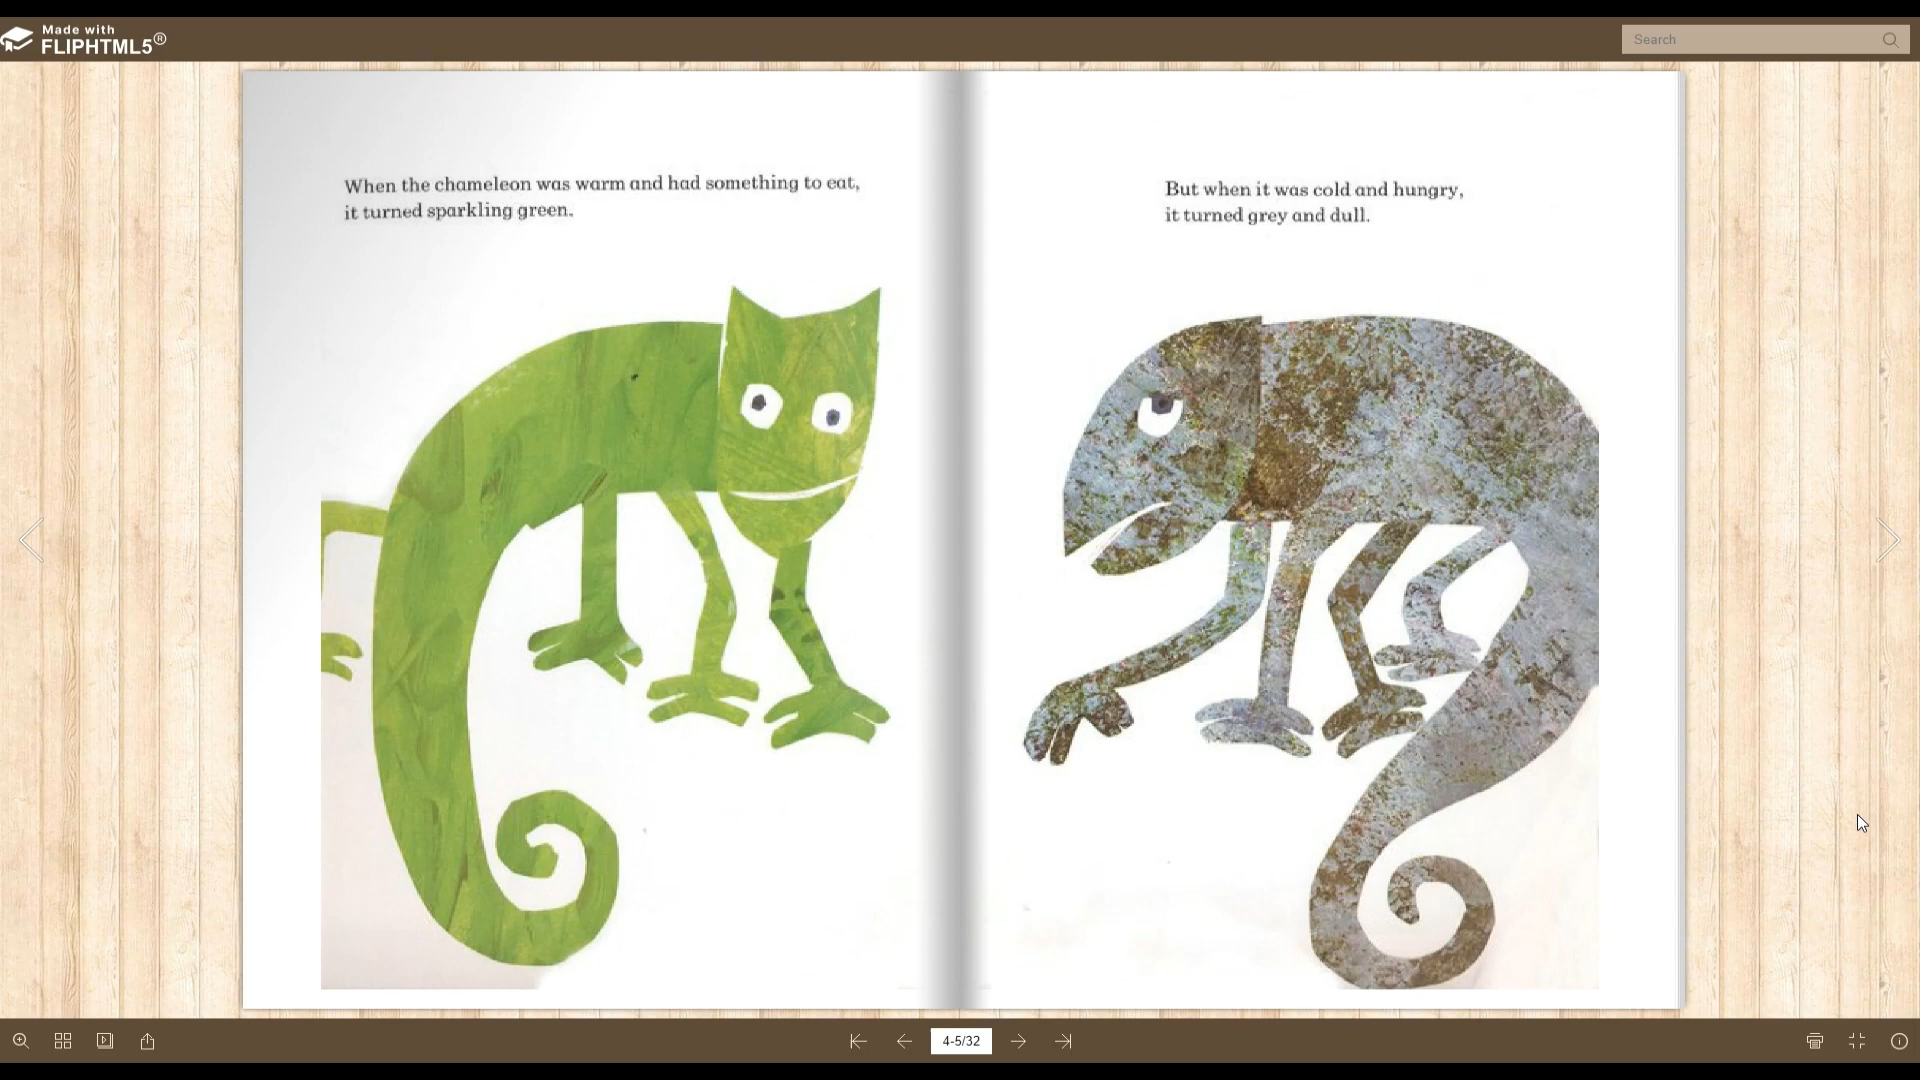 Made with
FLIPHTML5®
Search
When the chameleon was warm and had something to eat,
it turned sparkling green.
But when it was cold and hungry,
it turned grey and dull.
4-5/32